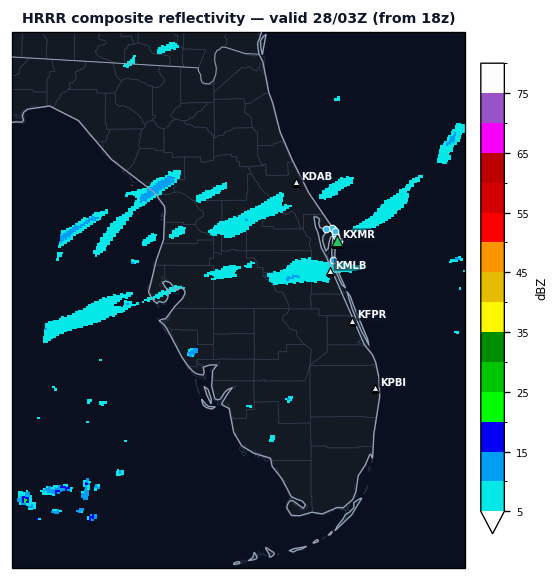 HRRR composite reflectivity — valid 28/03Z (from 18z)
KDAB
KXMR
KMLB
KFPR
KPBI
75
65
55
45
35
25
15
5
dBZ